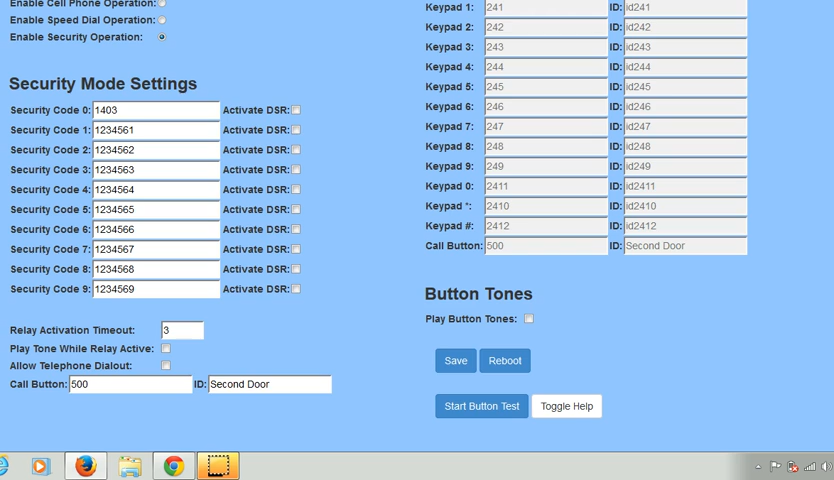 Enable Cell Phone Operation:
Enable Speed Dial Operation:
Enable Security Operation:
Security Mode Settings
Security Code 0: 1403 Activate DSR:
Security Code 1: 1234561 Activate DSR:
Security Code 2: 1234562 Activate DSR:
Security Code 3: 1234563 Activate DSR:
Security Code 4: 1234564 Activate DSR:
Security Code 5: 1234565 Activate DSR:
Security Code 6: 1234566 Activate DSR:
Security Code 7: 1234567 Activate DSR:
Security Code 8: 1234568 Activate DSR:
Security Code 9: 1234569 Activate DSR:
Relay Activation Timeout: 3
Play Tone While Relay Active:
Allow Telephone Dialout:
Call Button: 500 ID: Second Door
Keypad 1: 241 ID: id241
Keypad 2: 242 ID: id242
Keypad 3: 243 ID: id243
Keypad 4: 244 ID: id244
Keypad 5: 245 ID: id245
Keypad 6: 246 ID: id246
Keypad 7: 247 ID: id247
Keypad 8: 248 ID: id248
Keypad 9: 249 ID: id249
Keypad 0: 2411 ID: id2411
Keypad *: 2410 ID: id2410
Keypad #: 2412 ID: id2412
Call Button: 500 ID: Second Door
Button Tones
Play Button Tones:
Save Reboot
Start Button Test Toggle Help